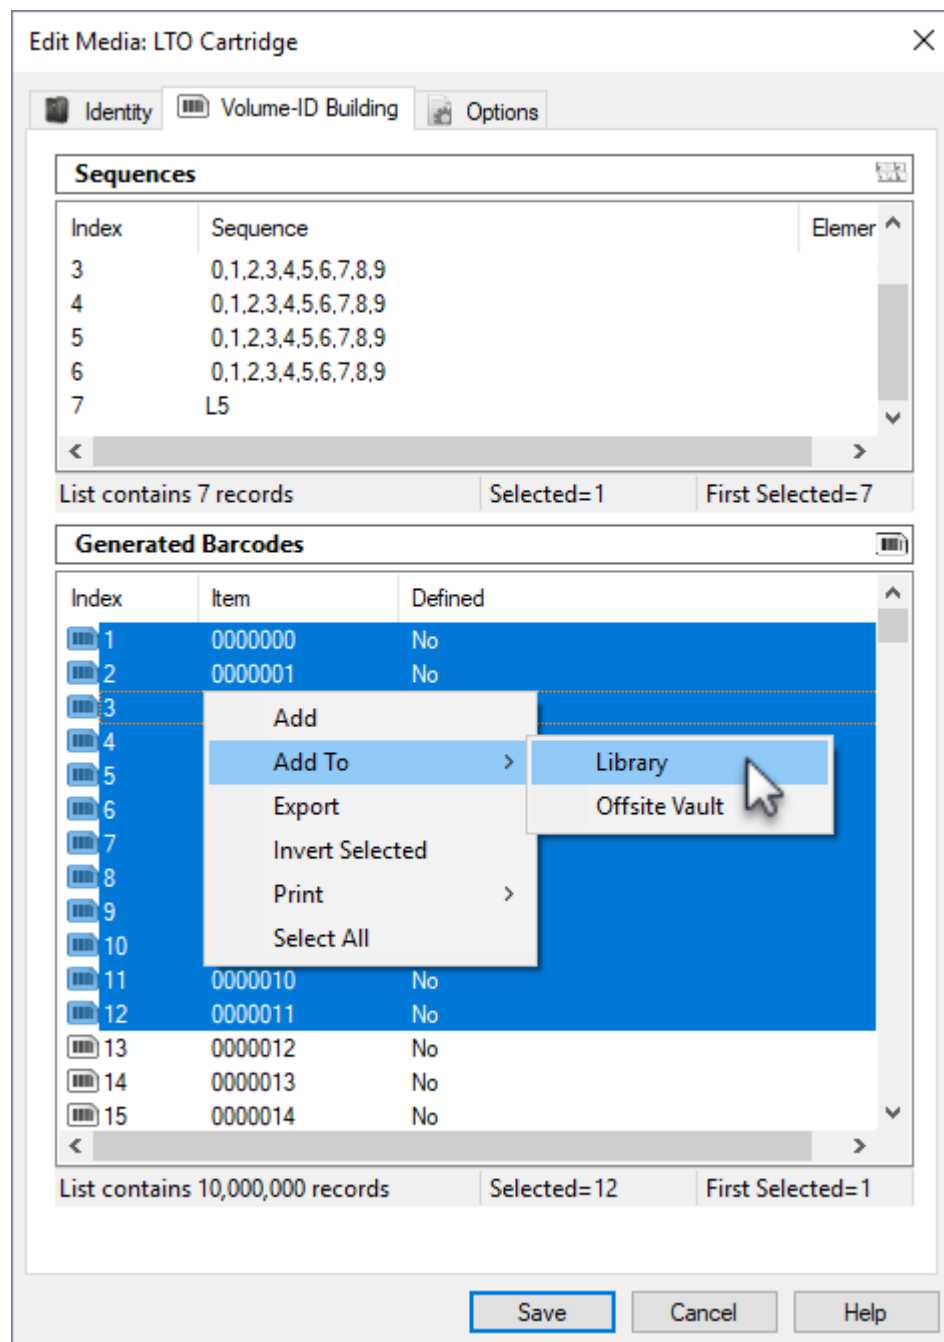 Edit Media: LTO Cartridge
Identity Volume-ID Building Options
Sequences
Index Sequence Elemer
3 0,1,2,3,4,5,6,7,8,9
4 0,1,2,3,4,5,6,7,8,9
5 0,1,2,3,4,5,6,7,8,9
6 0,1,2,3,4,5,6,7,8,9
7 L5
List contains 7 records Selected=1 First Selected=7
Generated Barcodes
Index Item Defined
1 0000000 No
2 0000001 No
3
4
5
6
7
8
9
10
11 0000010 No
12 0000011 No
13 0000012 No
14 0000013 No
15 0000014 No
Add
Add To
Export
Invert Selected
Print
Select All
Library
Offsite Vault
List contains 10,000,000 records Selected=12 First Selected=1
Save Cancel Help